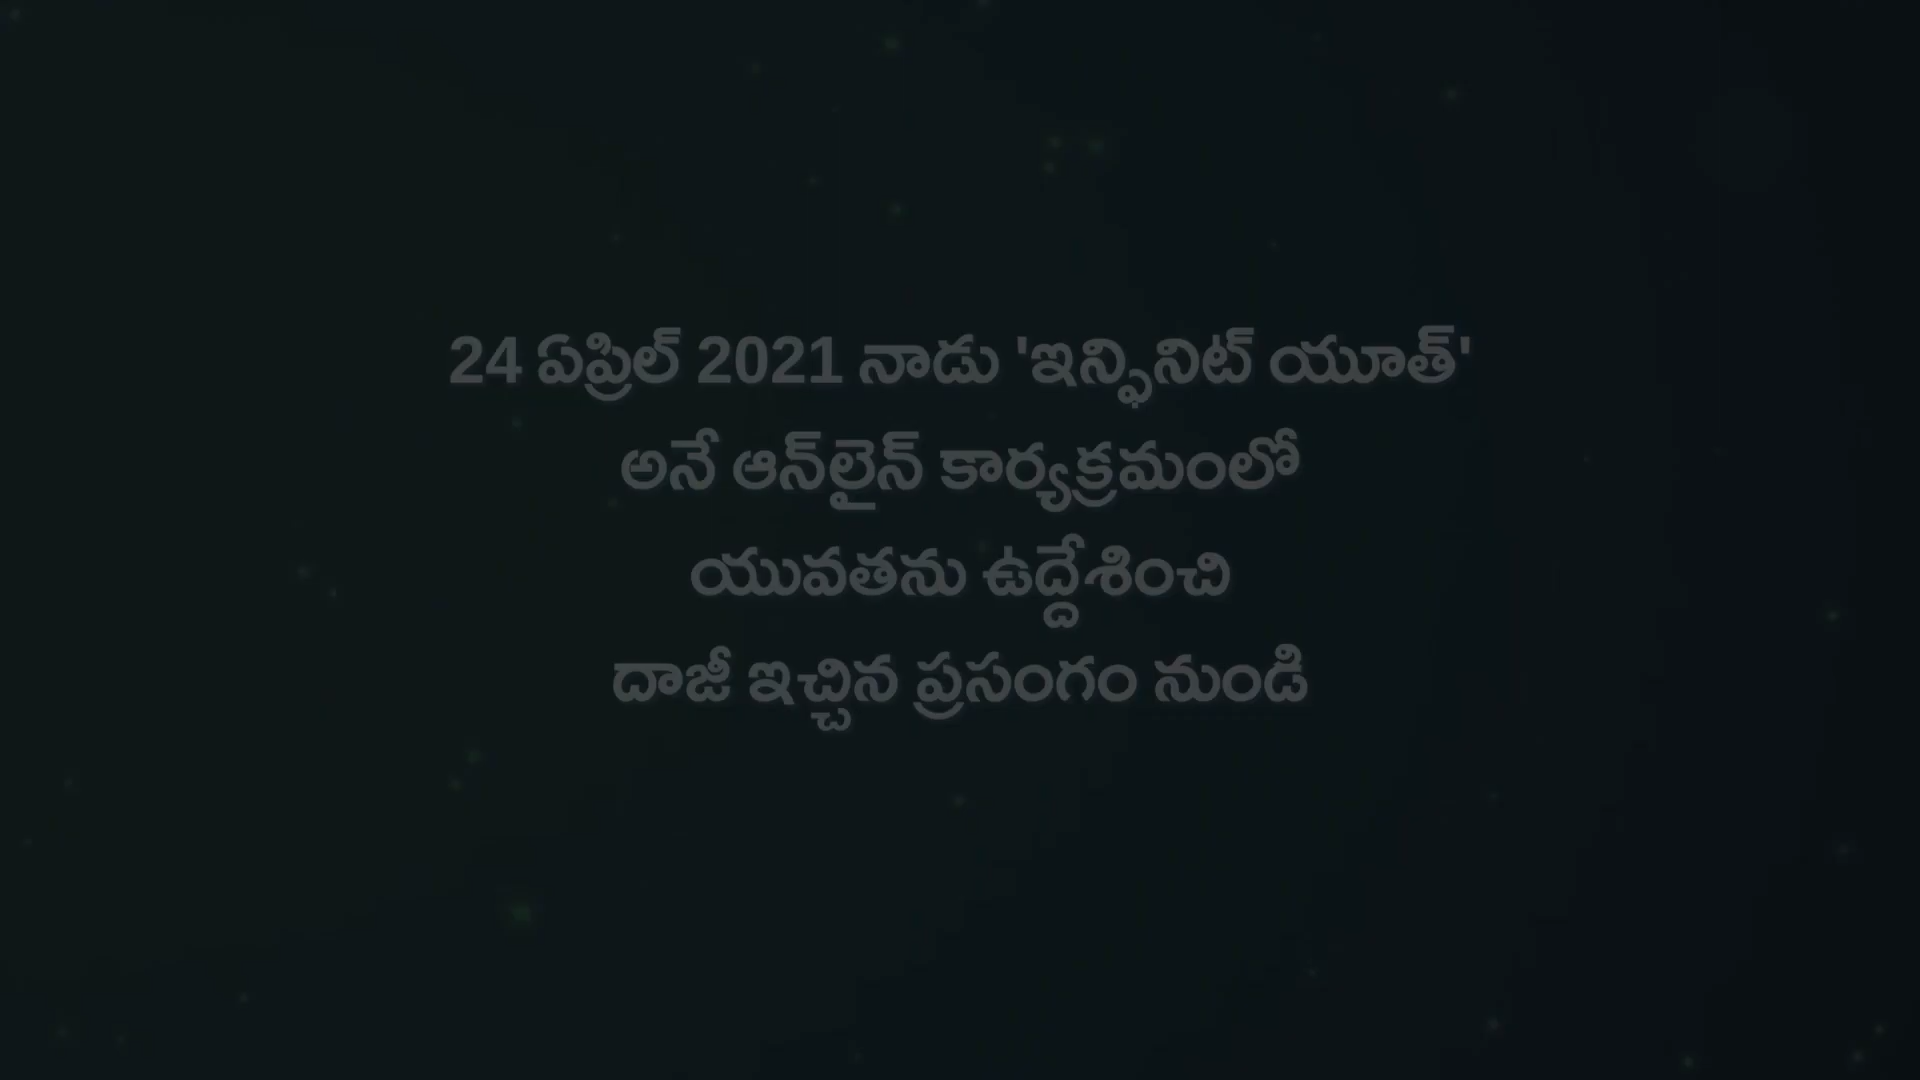 24 ఏప్రిల్ 2021 నాడు 'ఇన్ఫినిట్ యూత్'
అనే ఆన్‌లైన్ కార్యక్రమంలో
యువతను ఉద్దేశించి
దాజీ ఇచ్చిన ప్రసంగం నుండి